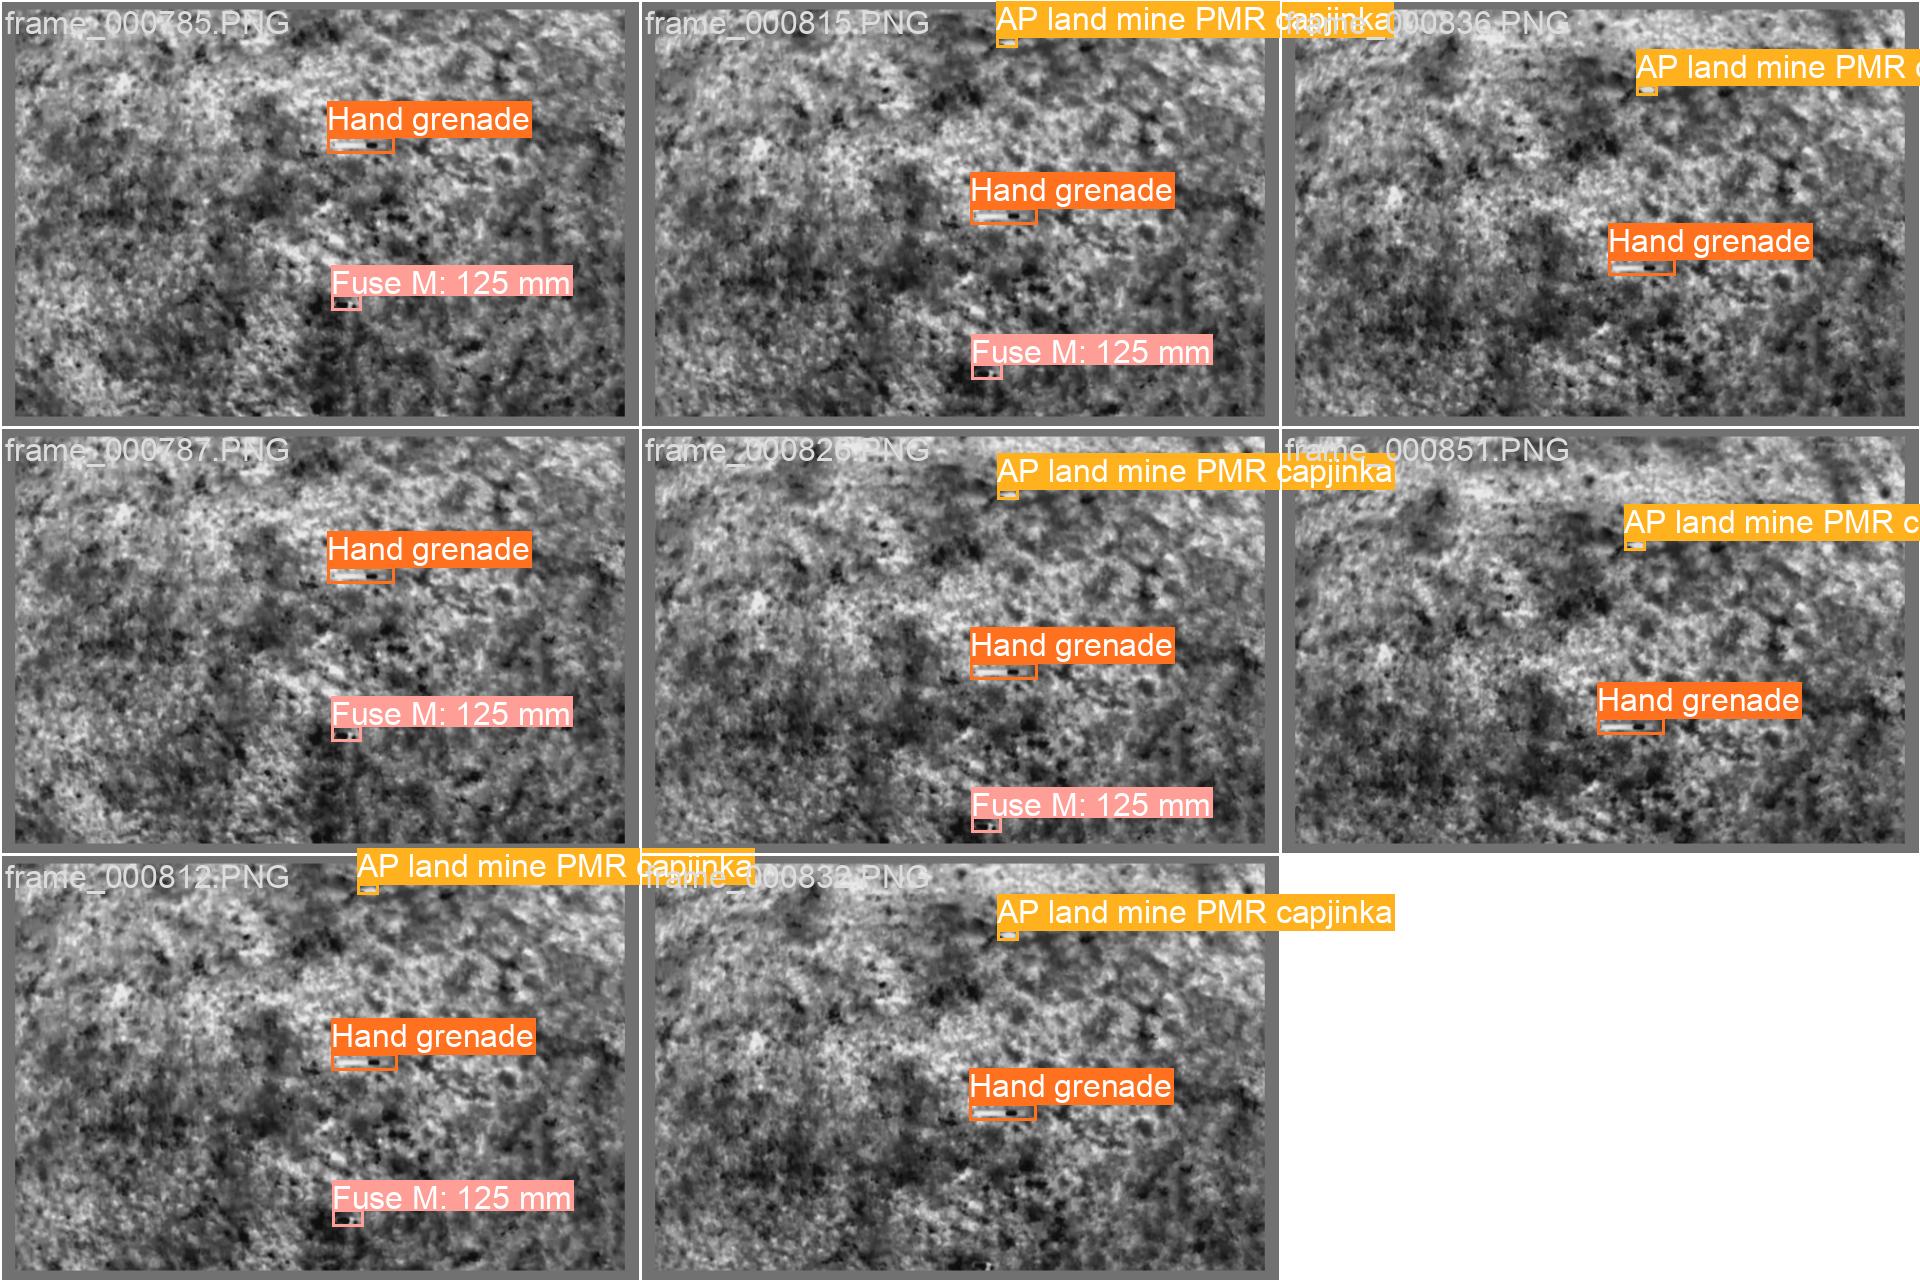 frame_000785.PNG
Hand grenade
Fuse M: 125 mm
frame_000815.PNG
AP land mine PMR capjinka
Hand grenade
Fuse M: 125 mm
frame_000836.PNG
AP land mine PMR c
Hand grenade
frame_000787.PNG
Hand grenade
Fuse M: 125 mm
frame_000826.PNG
AP land mine PMR capjinka
Hand grenade
Fuse M: 125 mm
frame_000851.PNG
AP land mine PMR c
Hand grenade
frame_000812.PNG
AP land mine PMR capjinka
Hand grenade
Fuse M: 125 mm
frame_000832.PNG
AP land mine PMR capjinka
Hand grenade